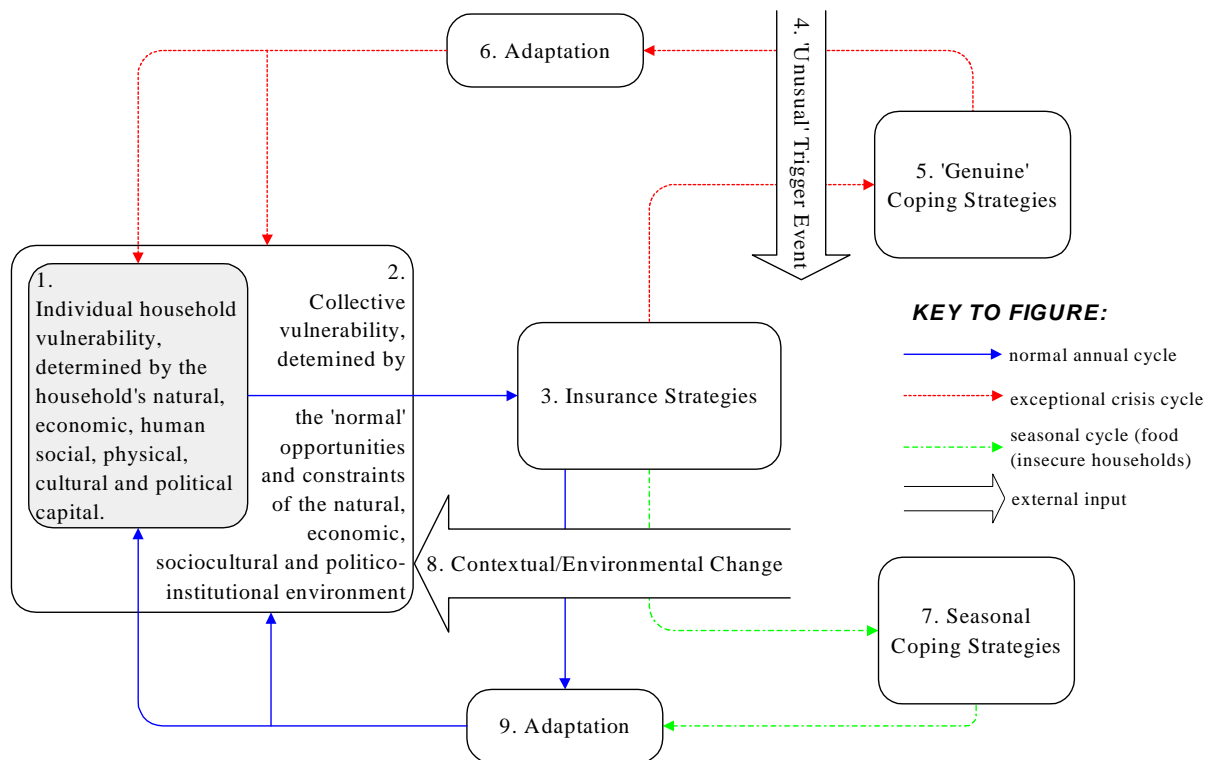 6. Adaptation
4. 'Unusual' Trigger Event
5. 'Genuine'
Coping Strategies
1.
Individual household
vulnerability,
determined by the
household's natural,
economic, human
social, physical,
cultural and political
capital.
2.
Collective
vulnerability,
detemined by
the 'normal'
opportunities
and constraints
of the natural,
economic,
sociocultural and politico-
institutional environment
3. Insurance Strategies
KEY TO FIGURE:
normal annual cycle
exceptional crisis cycle
seasonal cycle (food
(insecure households)
external input
8. Contextual/Environmental Change
7. Seasonal
Coping Strategies
9. Adaptation